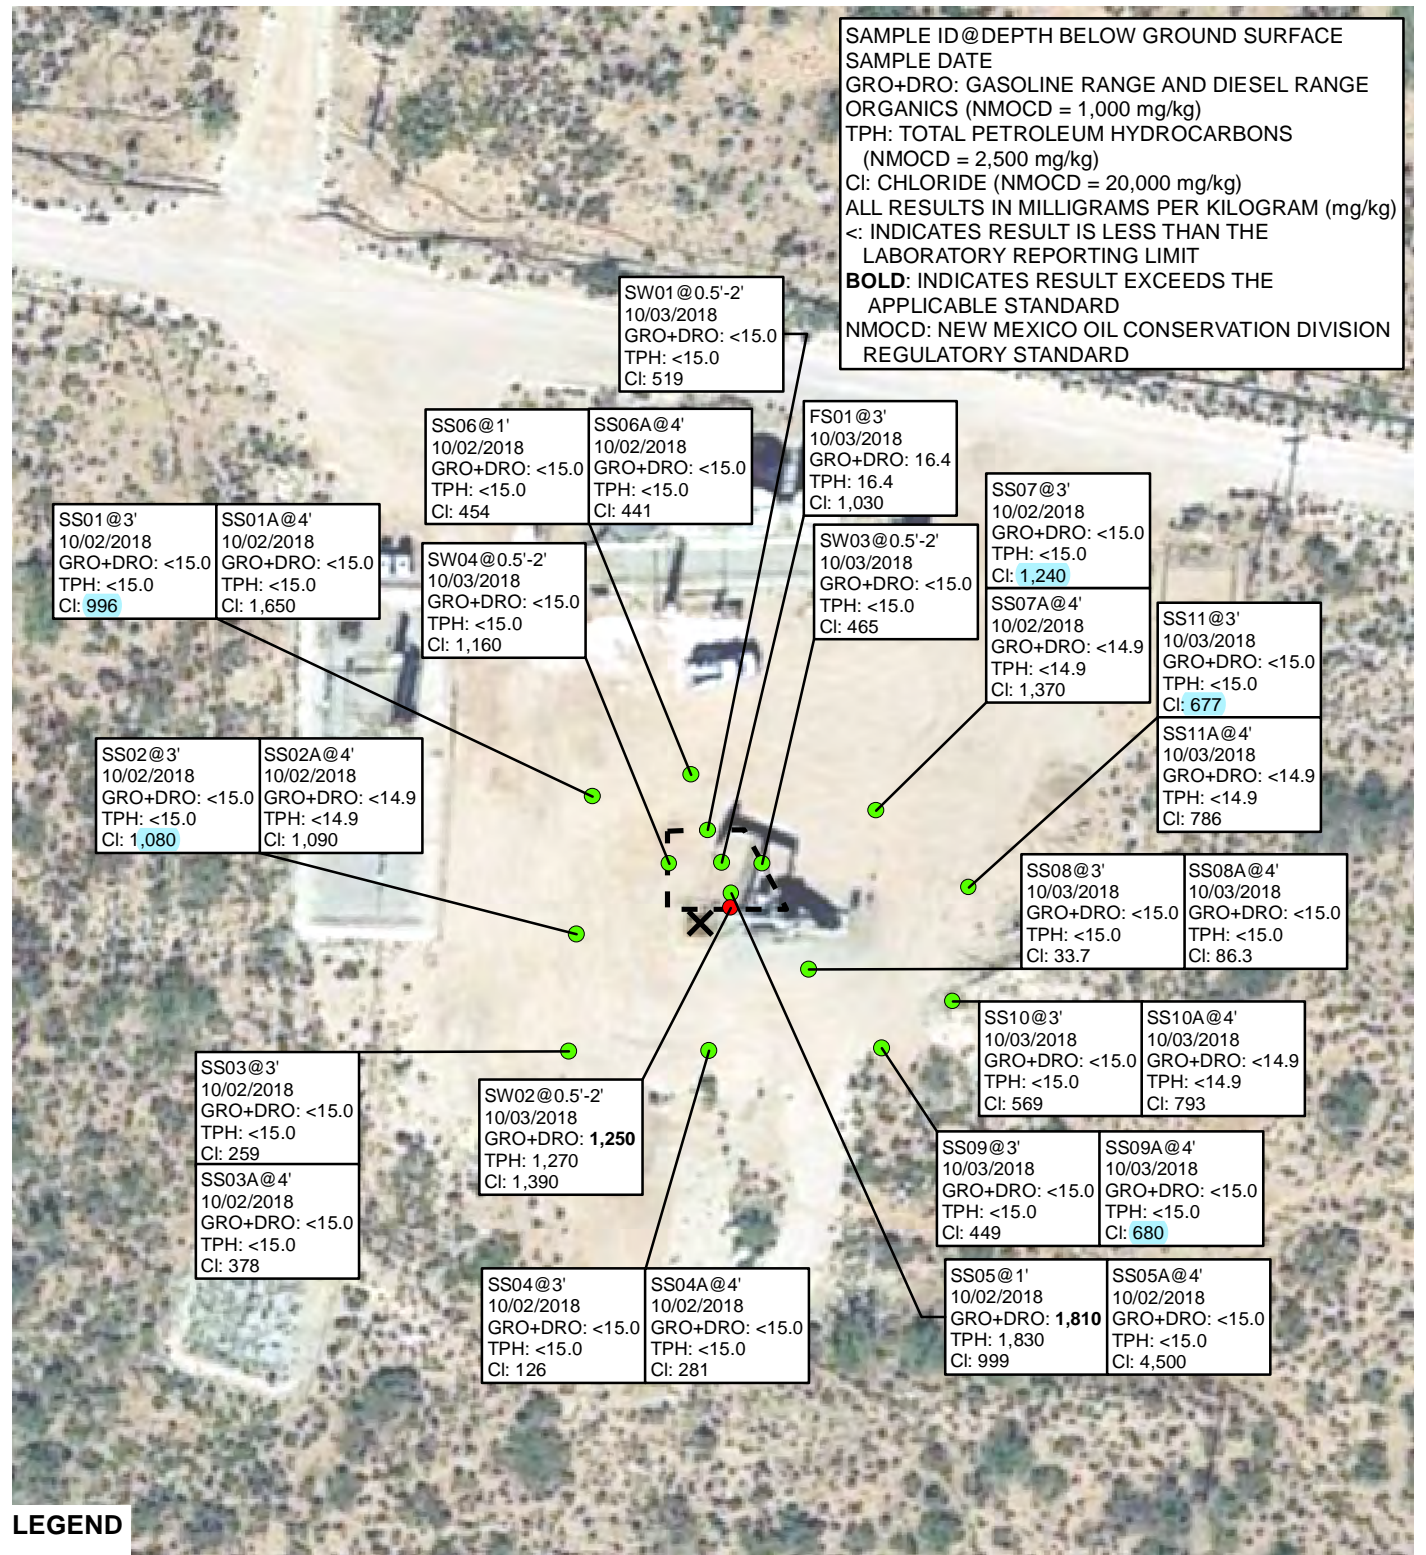 SAMPLE ID@DEPTH BELOW GROUND SURFACE
SAMPLE DATE
GRO+DRO: GASOLINE RANGE AND DIESEL RANGE
ORGANICS (NMOCD = 1,000 mg/kg)
TPH: TOTAL PETROLEUM HYDROCARBONS
(NMOCD = 2,500 mg/kg)
Cl: CHLORIDE (NMOCD = 20,000 mg/kg)
ALL RESULTS IN MILLIGRAMS PER KILOGRAM (mg/kg)
<: INDICATES RESULT IS LESS THAN THE
LABORATORY REPORTING LIMIT
BOLD: INDICATES RESULT EXCEEDS THE
APPLICABLE STANDARD
NMOCD: NEW MEXICO OIL CONSERVATION DIVISION
REGULATORY STANDARD
SW01@0.5'-2'
10/03/2018
GRO+DRO: <15.0
TPH: <15.0
Cl: 519
SS06@1'
10/02/2018
GRO+DRO: <15.0
TPH: <15.0
Cl: 454
SS06A@4'
10/02/2018
GRO+DRO: <15.0
TPH: <15.0
Cl: 441
FS01@3'
10/03/2018
GRO+DRO: 16.4
TPH: 16.4
Cl: 1,030
SS07@3'
10/02/2018
GRO+DRO: <15.0
TPH: <15.0
Cl: 1,240
SS07A@4'
10/02/2018
GRO+DRO: <14.9
TPH: <14.9
Cl: 1,370
SS01@3'
10/02/2018
GRO+DRO: <15.0
TPH: <15.0
Cl: 996
SS01A@4'
10/02/2018
GRO+DRO: <15.0
TPH: <15.0
Cl: 1,650
SW04@0.5'-2'
10/03/2018
GRO+DRO: <15.0
TPH: <15.0
Cl: 1,160
SW03@0.5'-2'
10/03/2018
GRO+DRO: <15.0
TPH: <15.0
Cl: 465
SS11@3'
10/03/2018
GRO+DRO: <15.0
TPH: <15.0
Cl: 677
SS11A@4'
10/03/2018
GRO+DRO: <14.9
TPH: <14.9
Cl: 786
SS02@3'
10/02/2018
GRO+DRO: <15.0
TPH: <15.0
Cl: 1,080
SS02A@4'
10/02/2018
GRO+DRO: <14.9
TPH: <14.9
Cl: 1,090
SS08@3'
10/03/2018
GRO+DRO: <15.0
TPH: <15.0
Cl: 33.7
SS08A@4'
10/03/2018
GRO+DRO: <15.0
TPH: <15.0
Cl: 86.3
SS10@3'
10/03/2018
GRO+DRO: <15.0
TPH: <15.0
Cl: 569
SS10A@4'
10/03/2018
GRO+DRO: <14.9
TPH: <14.9
Cl: 793
SS03@3'
10/02/2018
GRO+DRO: <15.0
TPH: <15.0
Cl: 259
SS03A@4'
10/02/2018
GRO+DRO: <15.0
TPH: <15.0
Cl: 378
SW02@0.5'-2'
10/03/2018
GRO+DRO: 1,250
TPH: 1,270
Cl: 1,390
SS09@3'
10/03/2018
GRO+DRO: <15.0
TPH: <15.0
Cl: 449
SS09A@4'
10/03/2018
GRO+DRO: <15.0
TPH: <15.0
Cl: 680
SS04@3'
10/02/2018
GRO+DRO: <15.0
TPH: <15.0
Cl: 126
SS04A@4'
10/02/2018
GRO+DRO: <15.0
TPH: <15.0
Cl: 281
SS05@1'
10/02/2018
GRO+DRO: 1,810
TPH: 1,830
Cl: 999
SS05A@4'
10/02/2018
GRO+DRO: <15.0
TPH: <15.0
Cl: 4,500
LEGEND